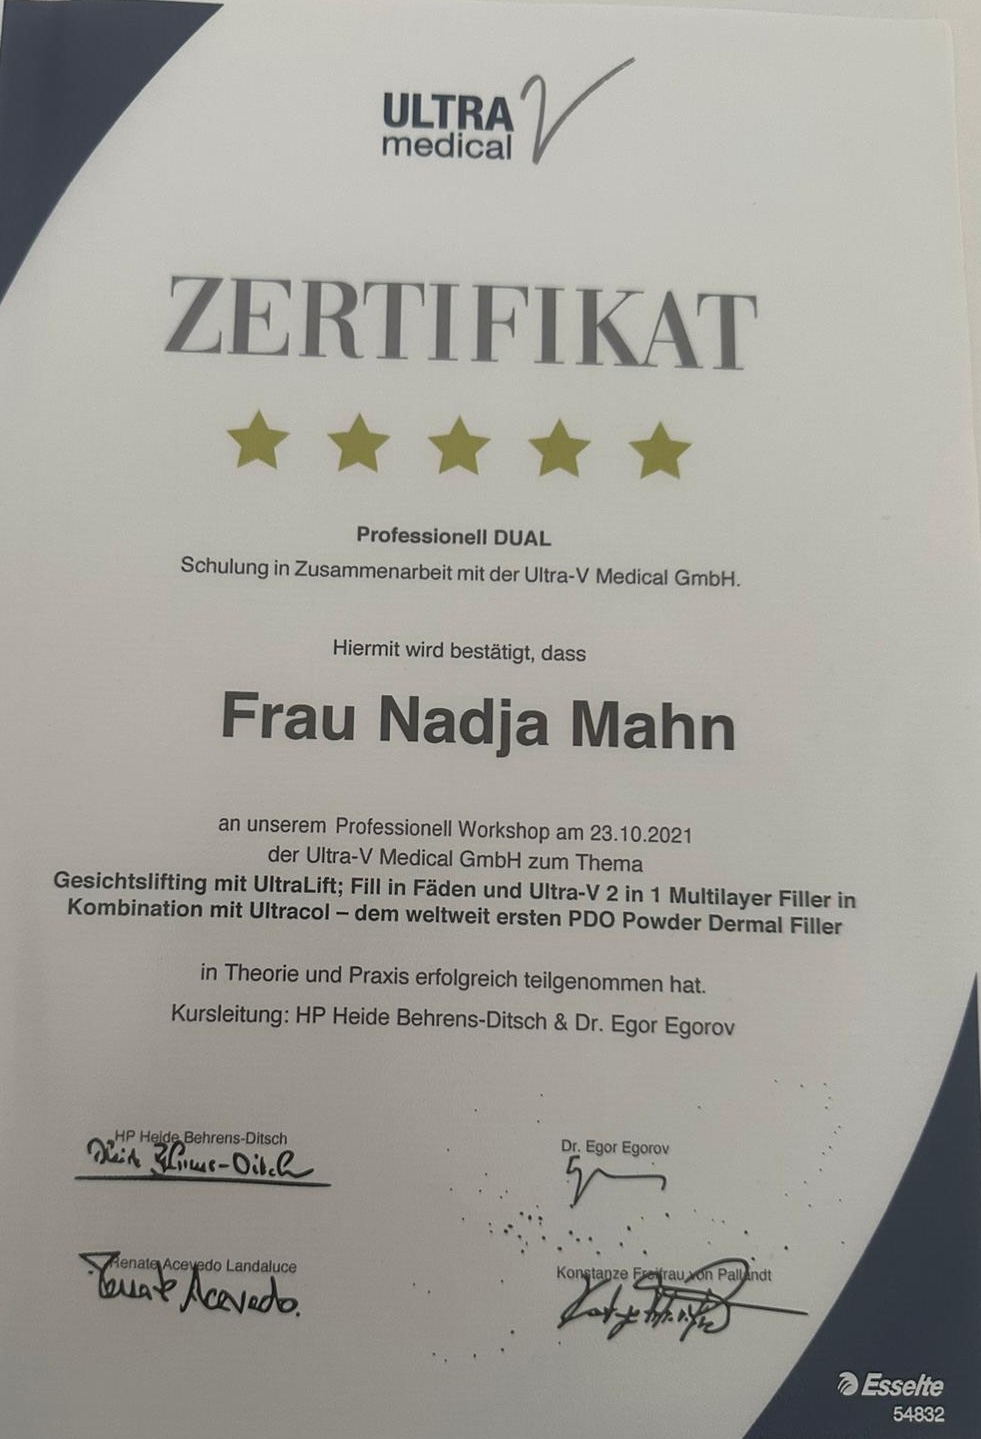 ULTRA
medical
ZERTIFIKAT
Professionell DUAL
Schulung in Zusammenarbeit mit der Ultra-V Medical GmbH.
Hiermit wird bestätigt, dass
Frau Nadja Mahn
an unserem Professionell Workshop am 23.10.2021
der Ultra-V Medical GmbH zum Thema
Gesichtslifting mit UltraLift; Fill in Fäden und Ultra-V 2 in 1 Multilayer Filler in
Kombination mit Ultracol – dem weltweit ersten PDO Powder Dermal Filler
in Theorie und Praxis erfolgreich teilgenommen hat.
Kursleitung: HP Heide Behrens-Ditsch & Dr. Egor Egorov
HP Heide Behrens-Ditsch
Dr. Egor Egorov
Renate Acevedo Landaluce
Renate Acevedo.
Konstanze Freifrau von Pallandt
Esselte
54832